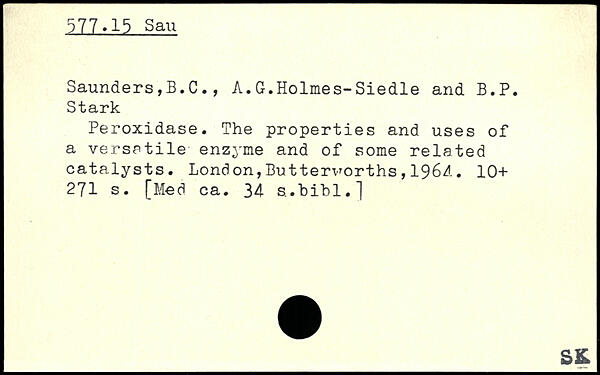 577.15 Sau
Saunders,B.C., A.G.Holmes-Siedle and B.P.
Stark
Peroxidase. The properties and uses of
a versatile enzyme and of some related
catalysts. London,Butterworths,1964. 10+
271 s. [Med ca. 34 s.bibl.]
SK